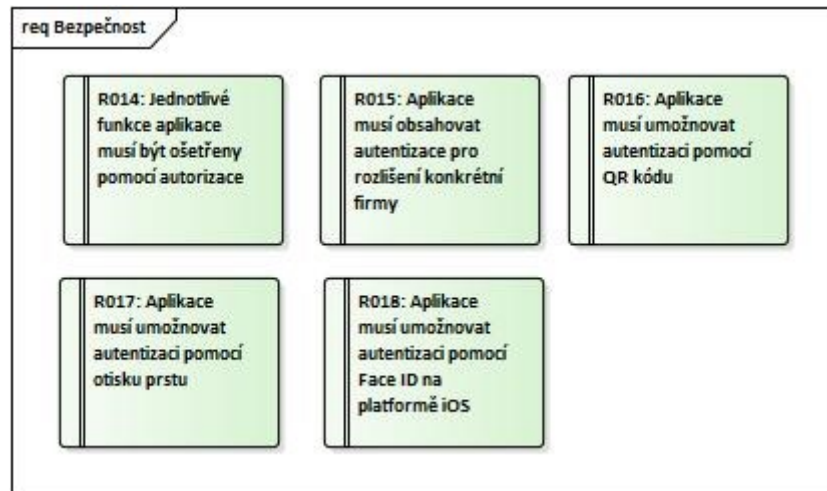 req Bezpečnost
R014: Jednotlivé
funkce aplikace
musí být ošetřeny
pomocí autorizace
R015: Aplikace
musí obsahovat
autentizace pro
rozlišení konkrétní
firmy
R016: Aplikace
musí umožnovat
autentizaci pomocí
QR kódu
R017: Aplikace
musí umožnovat
autentizaci pomocí
otisku prstu
R018: Aplikace
musí umožnovat
autentizaci pomocí
Face ID na
platformě iOS